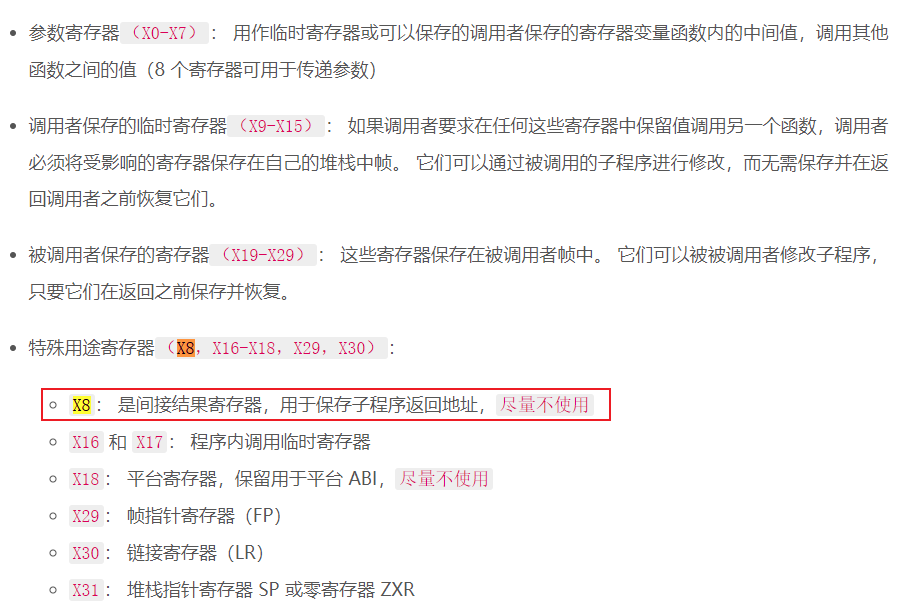 参数寄存器（X0-X7）： 用作临时寄存器或可以保存的调用者保存的寄存器变量函数内的中间值，调用其他
函数之间的值（8 个寄存器可用于传递参数）
调用者保存的临时寄存器（X9-X15）： 如果调用者要求在任何这些寄存器中保留值调用另一个函数，调用者
必须将受影响的寄存器保存在自己的堆栈中帧。 它们可以通过被调用的子程序进行修改，而无需保存并在返
回调用者之前恢复它们。
被调用者保存的寄存器（X19-X29）： 这些寄存器保存在被调用者帧中。 它们可以被被调用者修改子程序，
只要它们在返回之前保存并恢复。
特殊用途寄存器（X8，X16-X18，X29，X30）：
X8： 是间接结果寄存器，用于保存子程序返回地址，尽量不使用
X16 和 X17： 程序内调用临时寄存器
X18： 平台寄存器，保留用于平台 ABI，尽量不使用
X29： 帧指针寄存器（FP）
X30： 链接寄存器（LR）
X31： 堆栈指针寄存器 SP 或零寄存器 ZXR